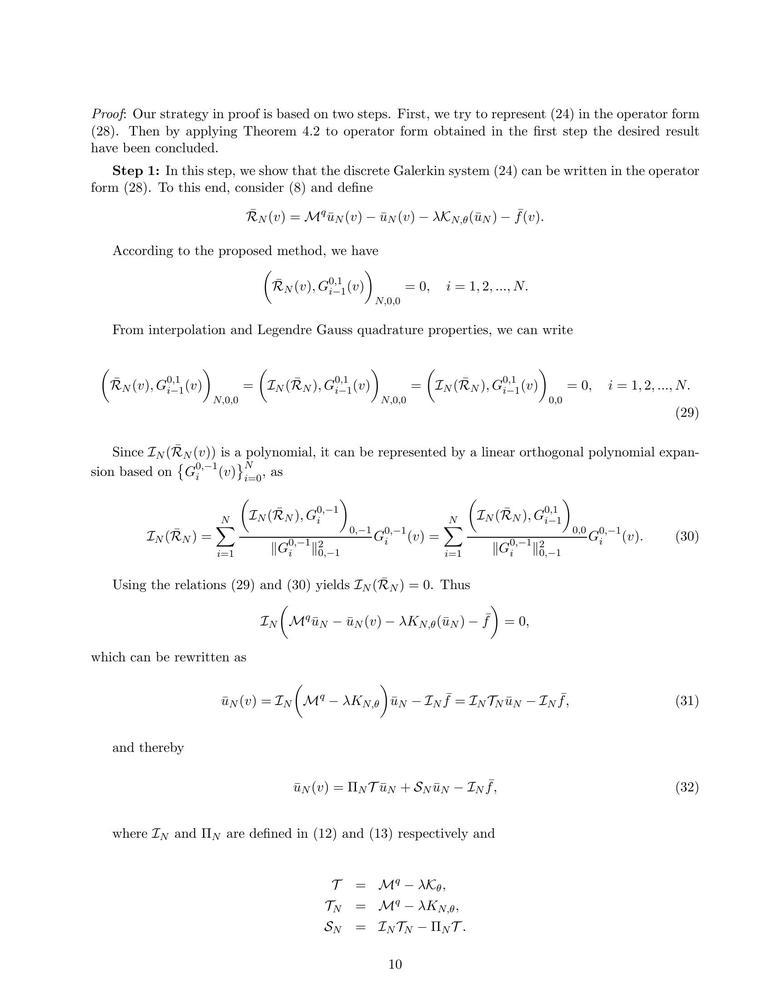 Proof: Our strategy in proof is based on two steps. First, we try to represent (24) in the operator form
(28). Then by applying Theorem 4.2 to operator form obtained in the first step the desired result
have been concluded.
Step 1: In this step, we show that the discrete Galerkin system (24) can be written in the operator
form (28). To this end, consider (8) and define
$\bar{\mathcal{R}}_N(v) = \mathcal{M}^q \bar{u}_N(v) - \bar{u}_N(v) - \lambda \mathcal{K}_{N,\theta}(\bar{u}_N) - \bar{f}(v).$
According to the proposed method, we have
$\left(\bar{\mathcal{R}}_N(v), G_{i-1}^{0,1}(v)\right)_{N,0,0} = 0, \quad i = 1, 2, ..., N.$
From interpolation and Legendre Gauss quadrature properties, we can write
$\left(\bar{\mathcal{R}}_N(v), G_{i-1}^{0,1}(v)\right)_{N,0,0} = \left(\mathcal{I}_N(\bar{\mathcal{R}}_N), G_{i-1}^{0,1}(v)\right)_{N,0,0} = \left(\mathcal{I}_N(\bar{\mathcal{R}}_N), G_{i-1}^{0,1}(v)\right)_{0,0} = 0, \quad i = 1, 2, ..., N.$
(29)
Since $\mathcal{I}_N(\bar{\mathcal{R}}_N(v))$ is a polynomial, it can be represented by a linear orthogonal polynomial expan-
sion based on $\{G_i^{0,-1}(v)\}_{i=0}^N$, as
$\mathcal{I}_N(\bar{\mathcal{R}}_N) = \sum_{i=1}^N \frac{\left(\mathcal{I}_N(\bar{\mathcal{R}}_N), G_i^{0,-1}\right)_{0,-1}}{\|G_i^{0,-1}\|_{0,-1}^2} G_i^{0,-1}(v) = \sum_{i=1}^N \frac{\left(\mathcal{I}_N(\bar{\mathcal{R}}_N), G_{i-1}^{0,1}\right)_{0,0}}{\|G_i^{0,-1}\|_{0,-1}^2} G_i^{0,-1}(v).$ (30)
Using the relations (29) and (30) yields $\mathcal{I}_N(\bar{\mathcal{R}}_N) = 0$. Thus
$\mathcal{I}_N\left(\mathcal{M}^q \bar{u}_N - \bar{u}_N(v) - \lambda K_{N,\theta}(\bar{u}_N) - \bar{f}\right) = 0,$
which can be rewritten as
$\bar{u}_N(v) = \mathcal{I}_N\left(\mathcal{M}^q - \lambda K_{N,\theta}\right)\bar{u}_N - \mathcal{I}_N \bar{f} = \mathcal{I}_N \mathcal{T}_N \bar{u}_N - \mathcal{I}_N \bar{f},$ (31)
and thereby
$\bar{u}_N(v) = \Pi_N \mathcal{T} \bar{u}_N + \mathcal{S}_N \bar{u}_N - \mathcal{I}_N \bar{f},$ (32)
where $\mathcal{I}_N$ and $\Pi_N$ are defined in (12) and (13) respectively and
$\mathcal{T} = \mathcal{M}^q - \lambda \mathcal{K}_\theta,$
$\mathcal{T}_N = \mathcal{M}^q - \lambda K_{N,\theta},$
$\mathcal{S}_N = \mathcal{I}_N \mathcal{T}_N - \Pi_N \mathcal{T}.$
10